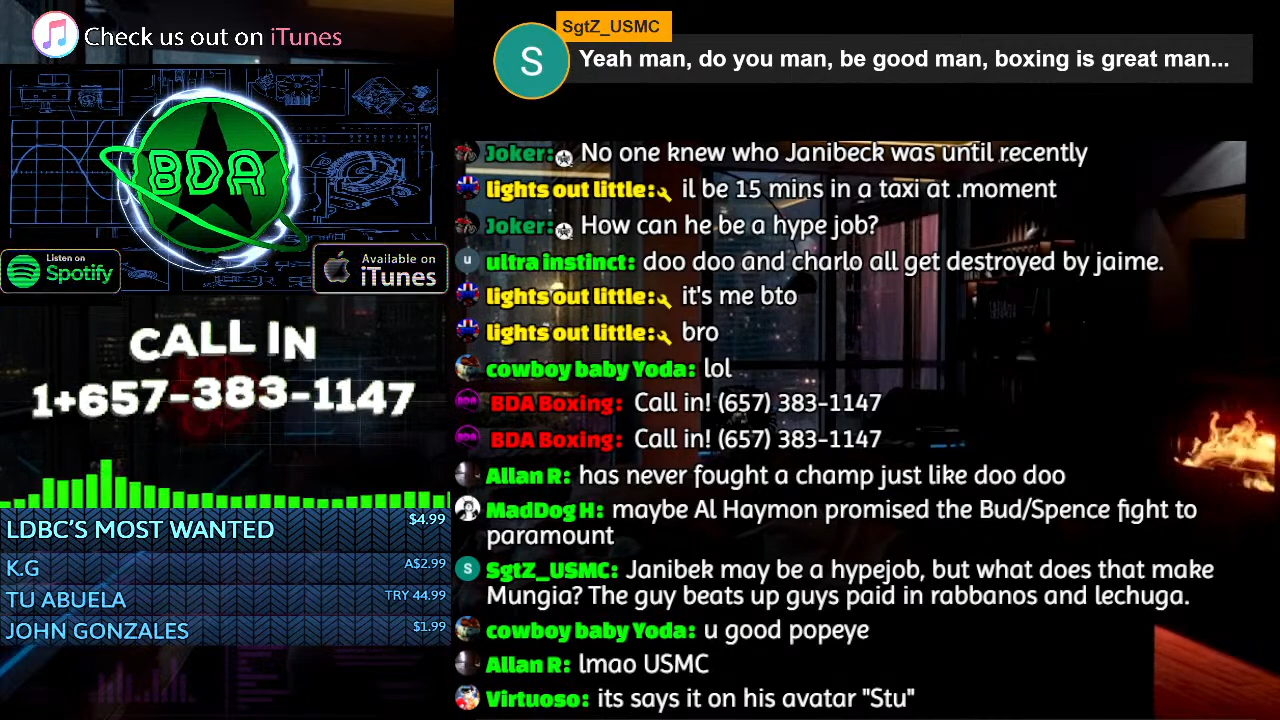 Check us out on iTunes
BDA
Listen on
Spotify
Available on
iTunes
CALL IN
1+657-383-1147
LDBC'S MOST WANTED $4.99
K.G A$2.99
TU ABUELA TRY 44.99
JOHN GONZALES $1.99
SgtZ_USMC
S
Yeah man, do you man, be good man, boxing is great man...
Joker: No one knew who Janibeck was until recently
lights out little: il be 15 mins in a taxi at .moment
Joker: How can he be a hype job?
u ultra instinct: doo doo and charlo all get destroyed by jaime.
lights out little: it's me bto
lights out little: bro
cowboy baby Yoda: lol
BDA BDA Boxing: Call in! (657) 383-1147
BDA BDA Boxing: Call in! (657) 383-1147
Allan R: has never fought a champ just like doo doo
MadDog H: maybe Al Haymon promised the Bud/Spence fight to
paramount
S SgtZ_USMC: Janibek may be a hypejob, but what does that make
Mungia? The guy beats up guys paid in rabbanos and lechuga.
cowboy baby Yoda: u good popeye
Allan R: lmao USMC
Virtuoso: its says it on his avatar "Stu"